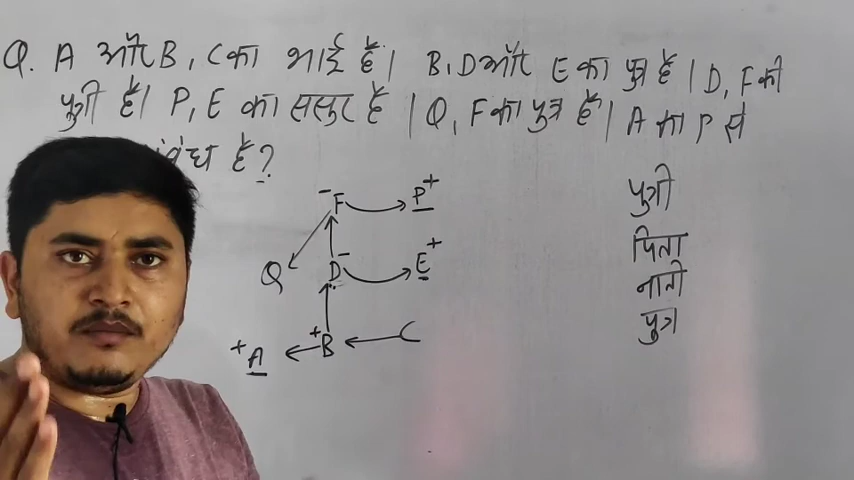 Q. A और B, C का भाई है। B, D और E का पुत्र है। D, F की
पुत्री है। P, E का ससुर है। Q, F का पुत्र है। A का P से
है?
- F P +
पुत्री
Q D - E +
पिता
नाती
पुत्र
+ A + B C